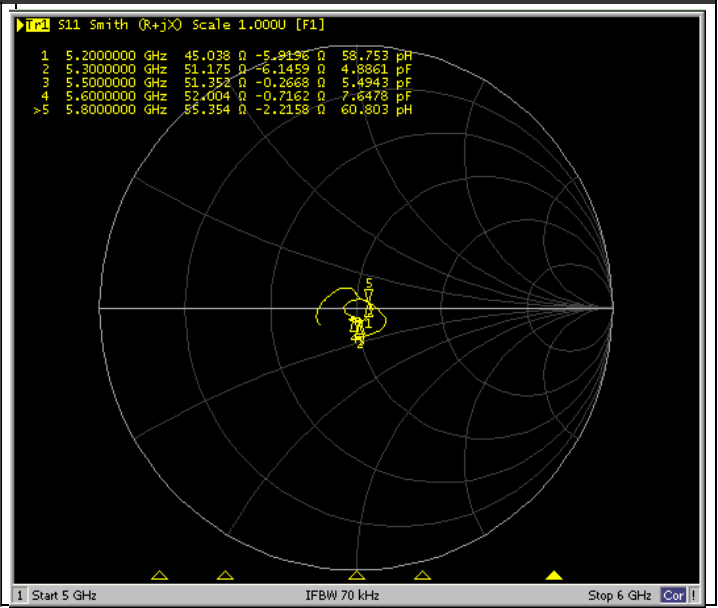 Tr1 S11 Smith (R+jX) Scale 1.000U [F1]
1 5.2000000 GHz 45.038 Ω -5.9196 Ω 58.753 pH
2 5.3000000 GHz 51.175 Ω -6.1459 Ω 4.8861 pF
3 5.5000000 GHz 51.352 Ω -0.2668 Ω 5.4943 pF
4 5.6000000 GHz 52.004 Ω -0.7162 Ω 7.6478 pF
>5 5.8000000 GHz 55.354 Ω -2.2158 Ω 60.803 pH
5
1
2
1 Start 5 GHz IFBW 70 kHz Stop 6 GHz Cor !